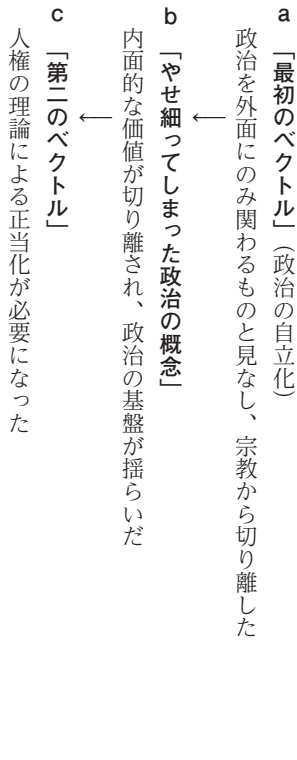 a 「最初のベクトル」（政治の自立化）
政治を外面にのみ関わるものと見なし、宗教から切り離した
↓
b 「やせ細ってしまった政治の概念」
内面的な価値が切り離され、政治の基盤が揺らいだ
↓
c 「第二のベクトル」
人権の理論による正当化が必要になった